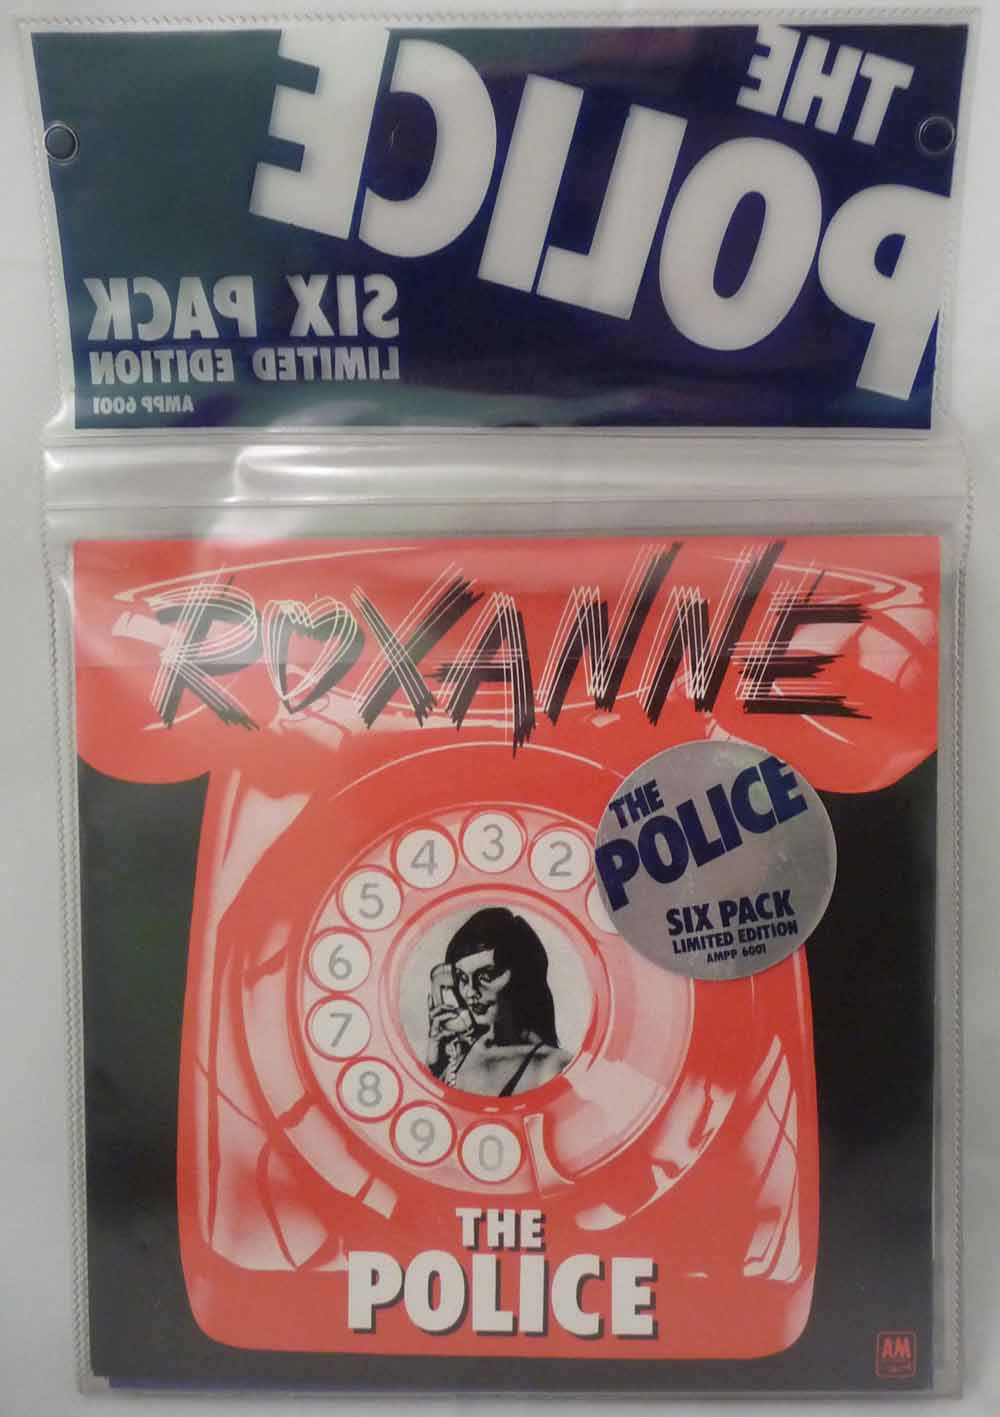 THE
POLICE
SIX PACK
LIMITED EDITION
AMPP 6001
ROXANNE
THE
POLICE
SIX PACK
LIMITED EDITION
AMPP 6001
2
3
4
5
6
7
8
9
0
THE
POLICE
AM